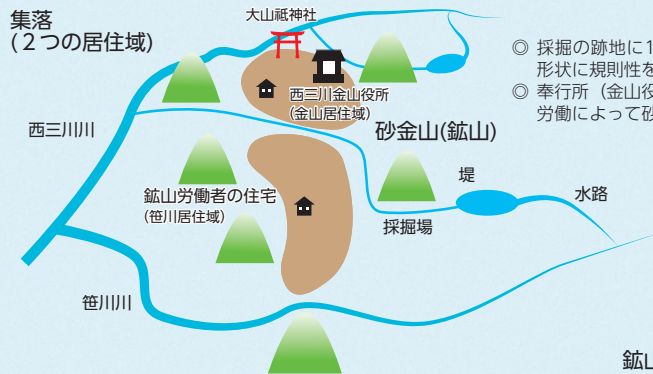 集落
(２つの居住域)
大山祗神社
◎ 採掘の跡地に1
形状に規則性を
◎ 奉行所（金山役
労働によって砂
西三川金山役所
(金山居住域)
西三川川
砂金山(鉱山)
堤
水路
鉱山労働者の住宅
(笹川居住域)
採掘場
笹川川
鉱山